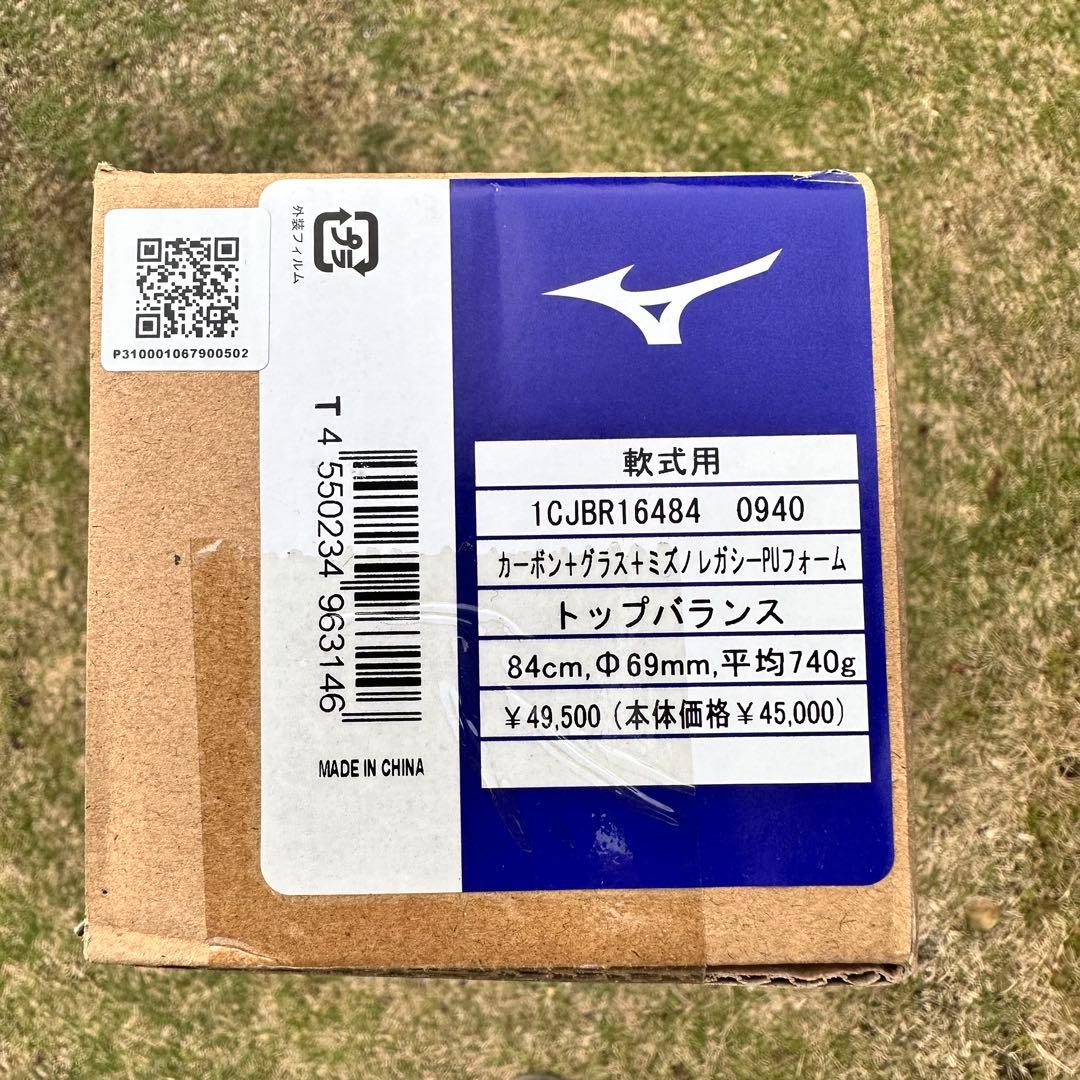 外装フィルム
プラ
P310001067900502
T 4 550234 963146
MADE IN CHINA
軟式用
1CJBR16484 0940
カーボン+グラス+ミズノレガシーPUフォーム
トップバランス
84cm,Φ69mm,平均740g
¥49,500(本体価格¥45,000)